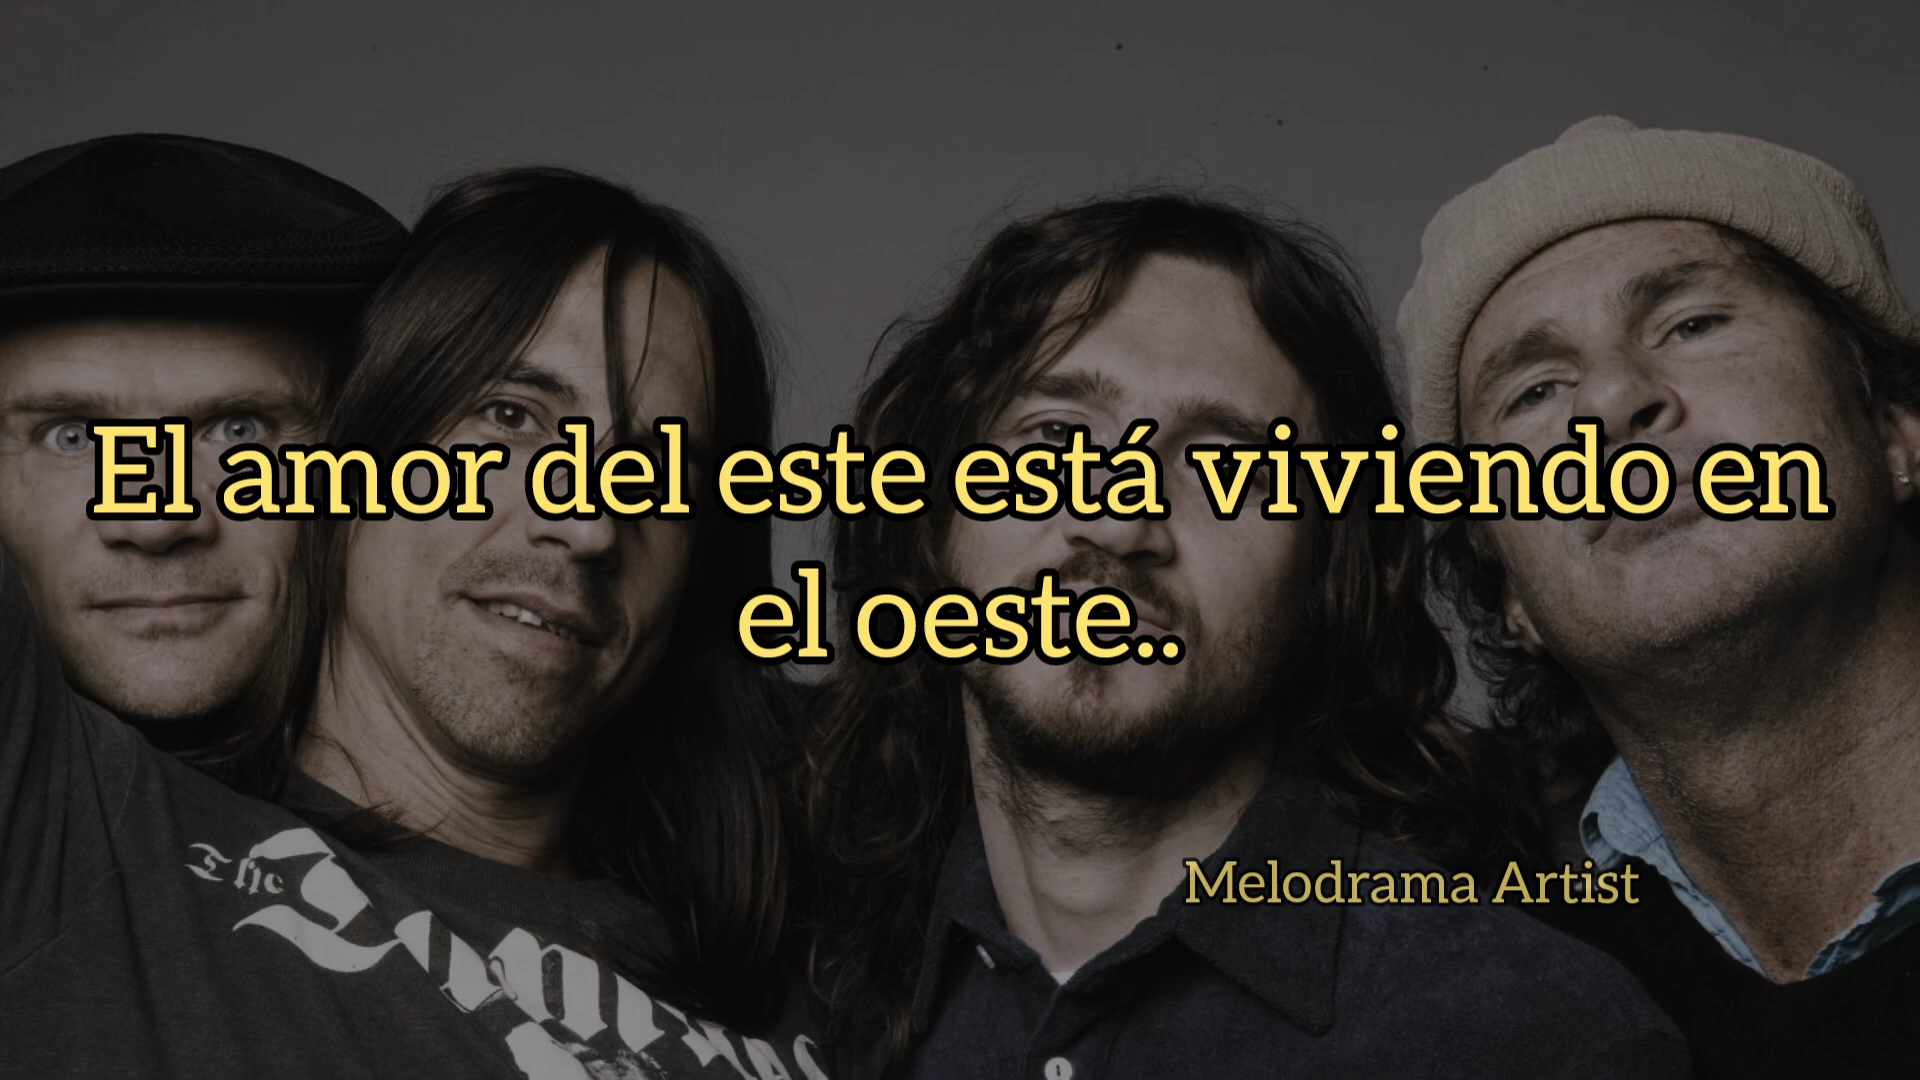 El amor del este está viviendo en
el oeste..
Melodrama Artist
The